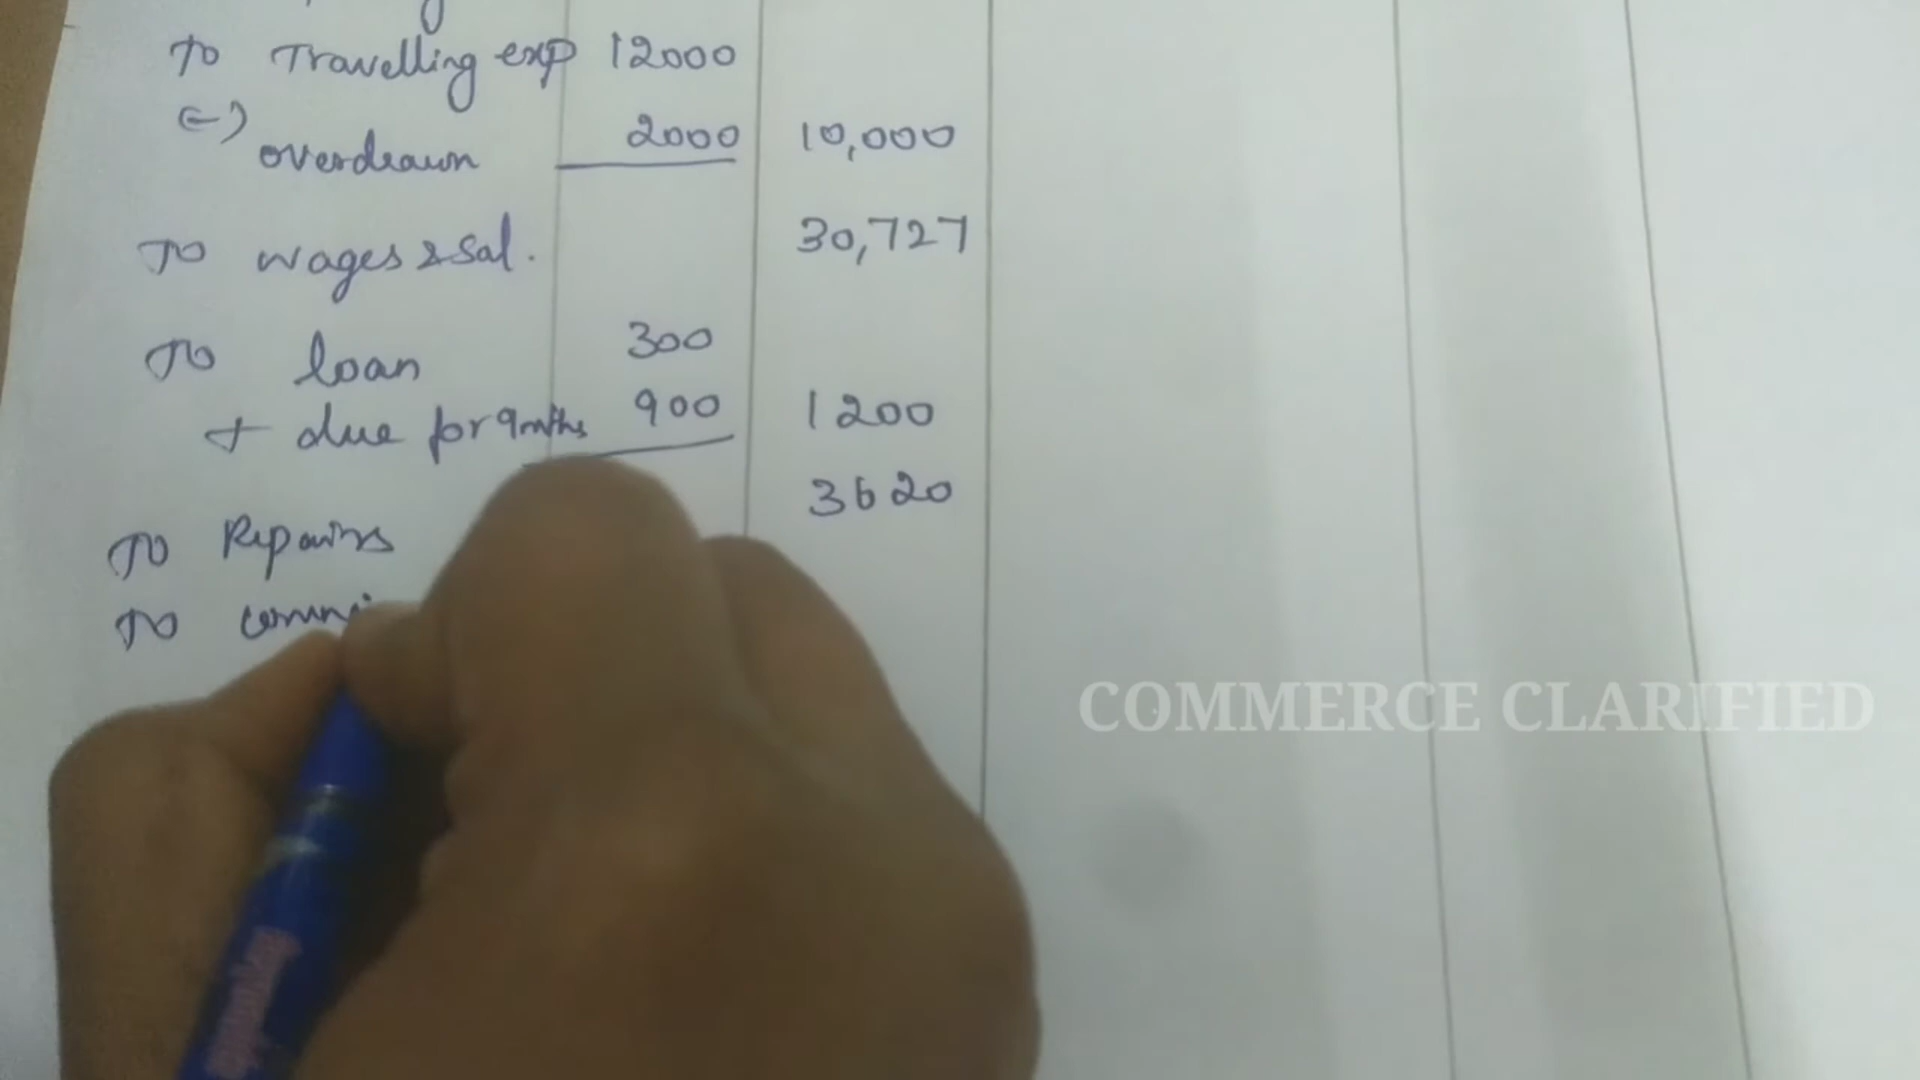 To Travelling exp 12000
(-) overdrawn 2000 10,000
To wages & Sal. 30,727
To loan 300
+ due for 9mths 900 1200
To Repairs 3620
To commi
COMMERCE CLARIFIED